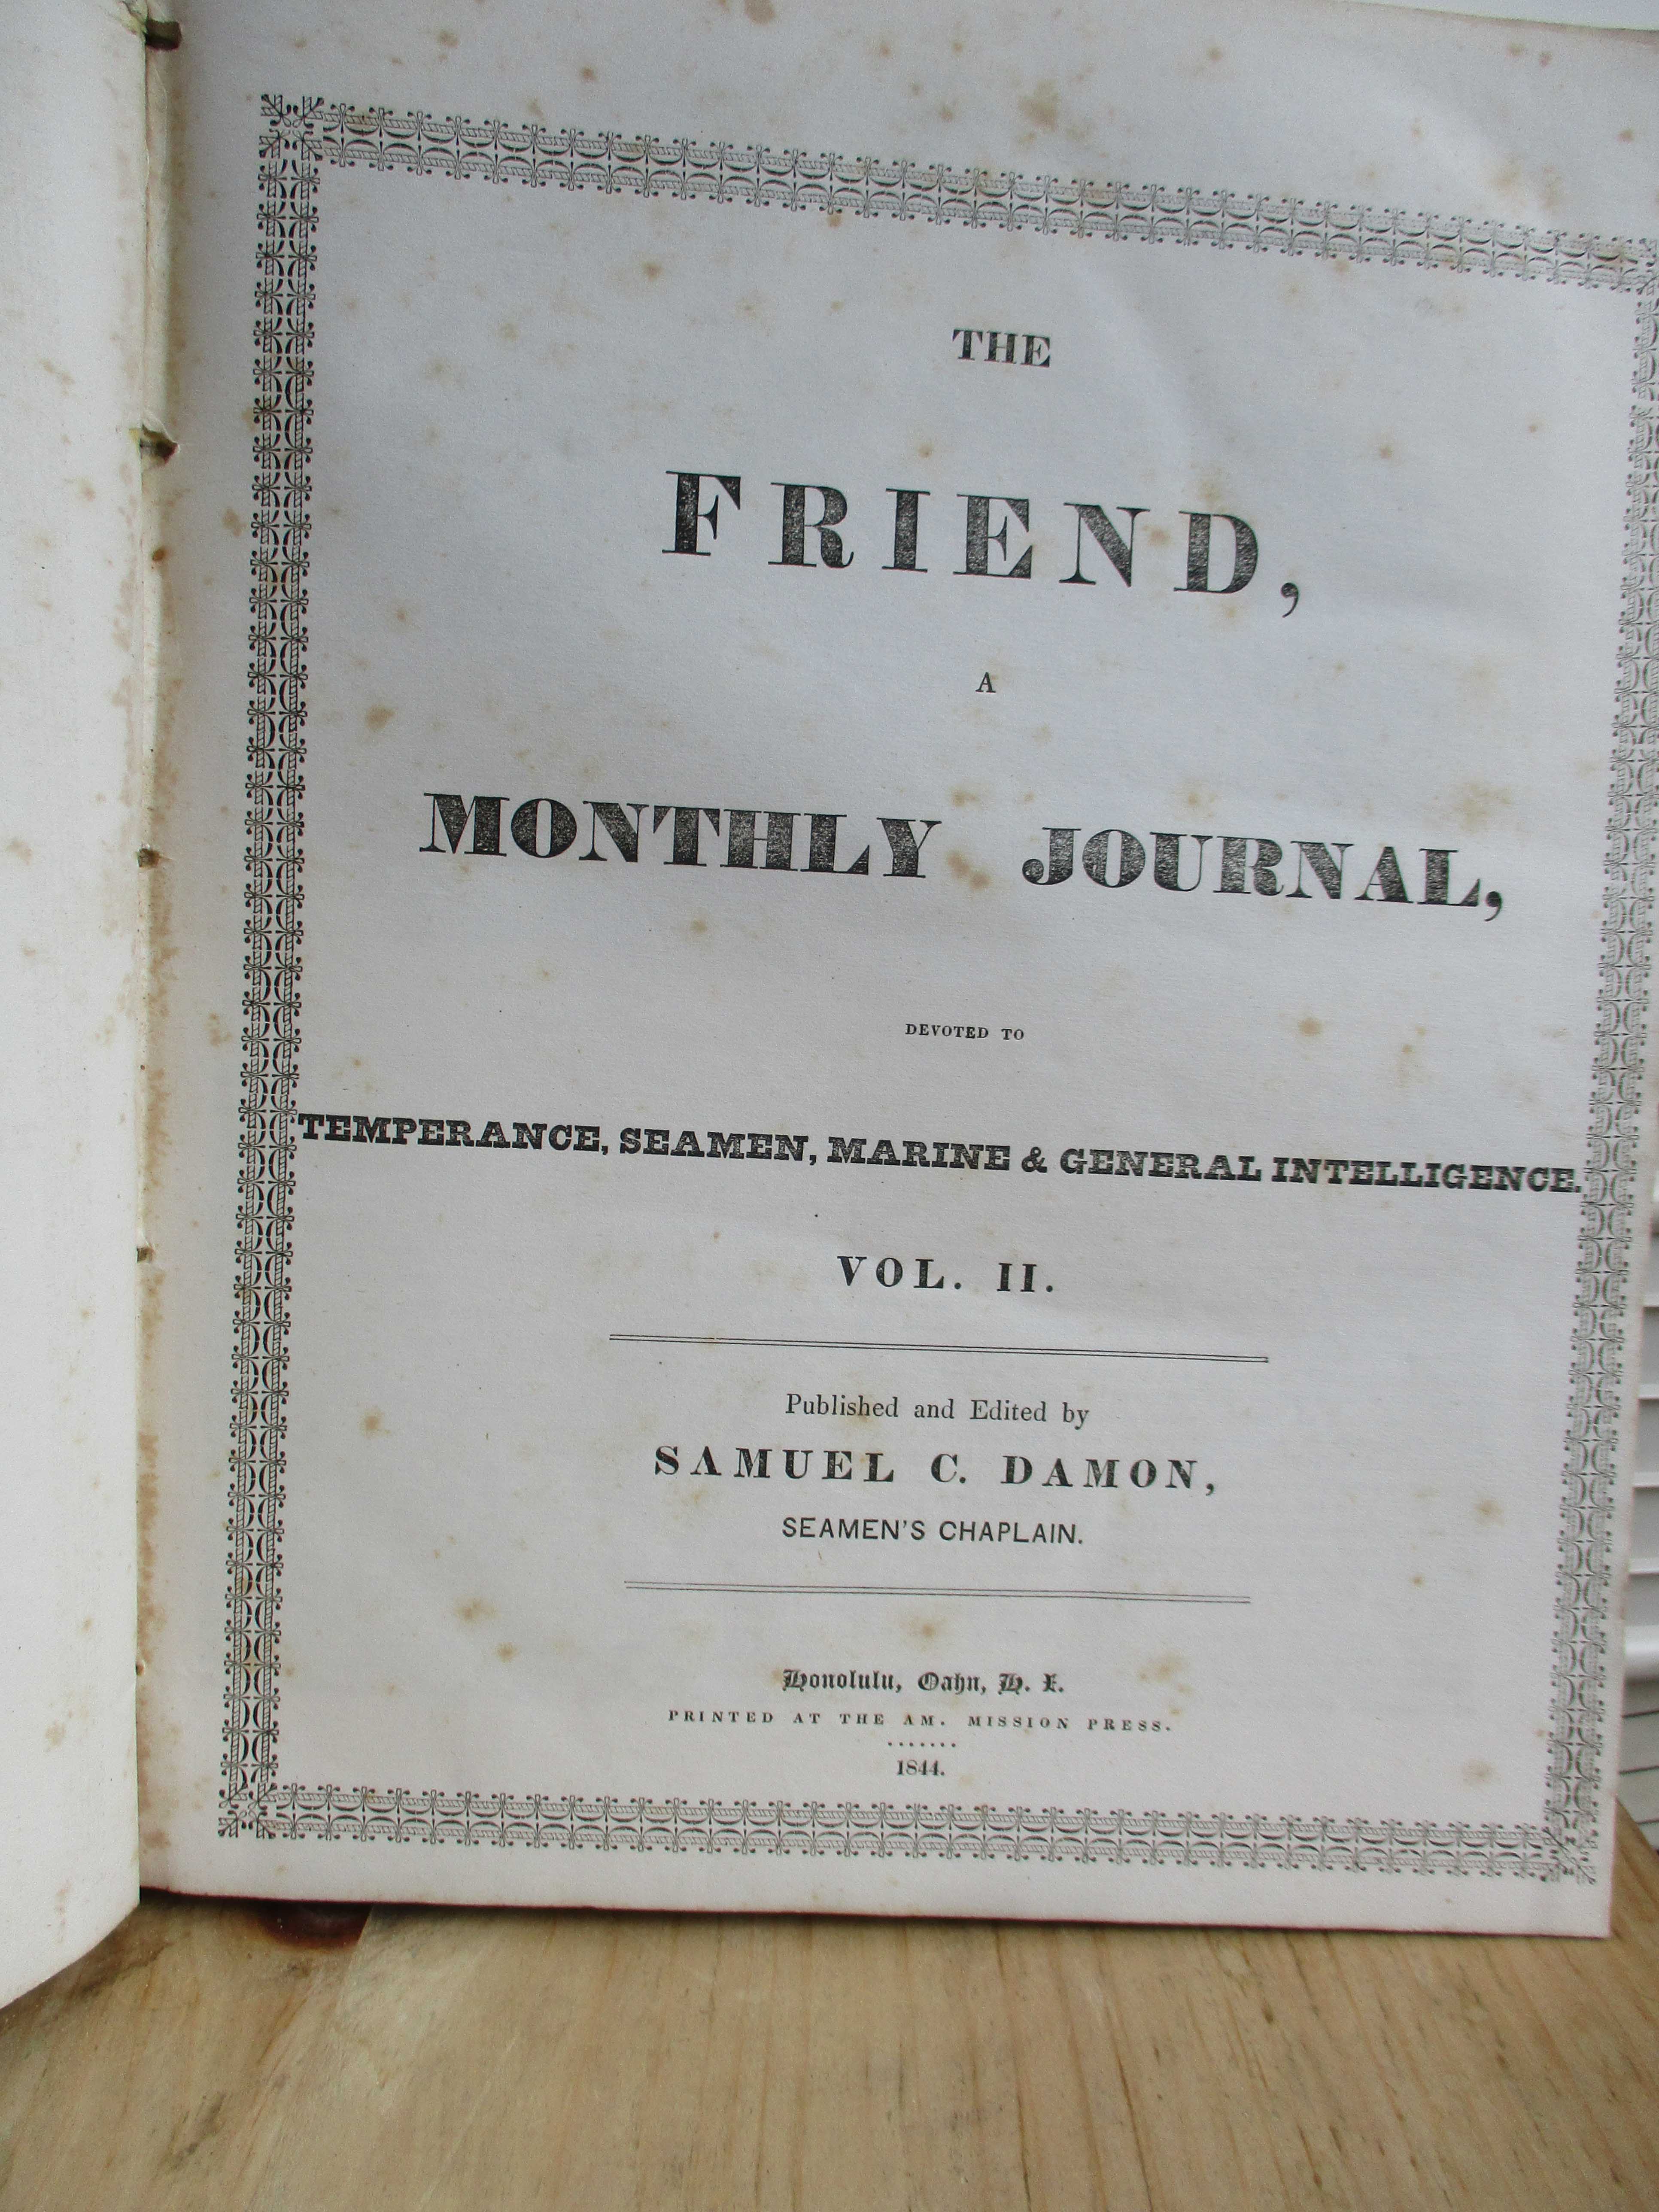 THE
FRIEND,
A
MONTHLY JOURNAL,
DEVOTED TO
TEMPERANCE, SEAMEN, MARINE & GENERAL INTELLIGENCE.
VOL. II.
Published and Edited by
SAMUEL C. DAMON,
SEAMEN'S CHAPLAIN.
Honolulu, Oahu, H. I.
PRINTED AT THE AM. MISSION PRESS.
.......
1844.